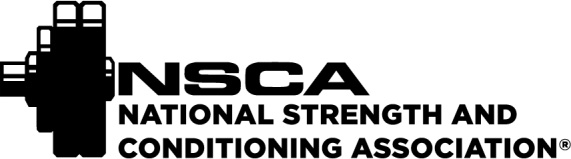 NSCA
NATIONAL STRENGTH AND
CONDITIONING ASSOCIATION®